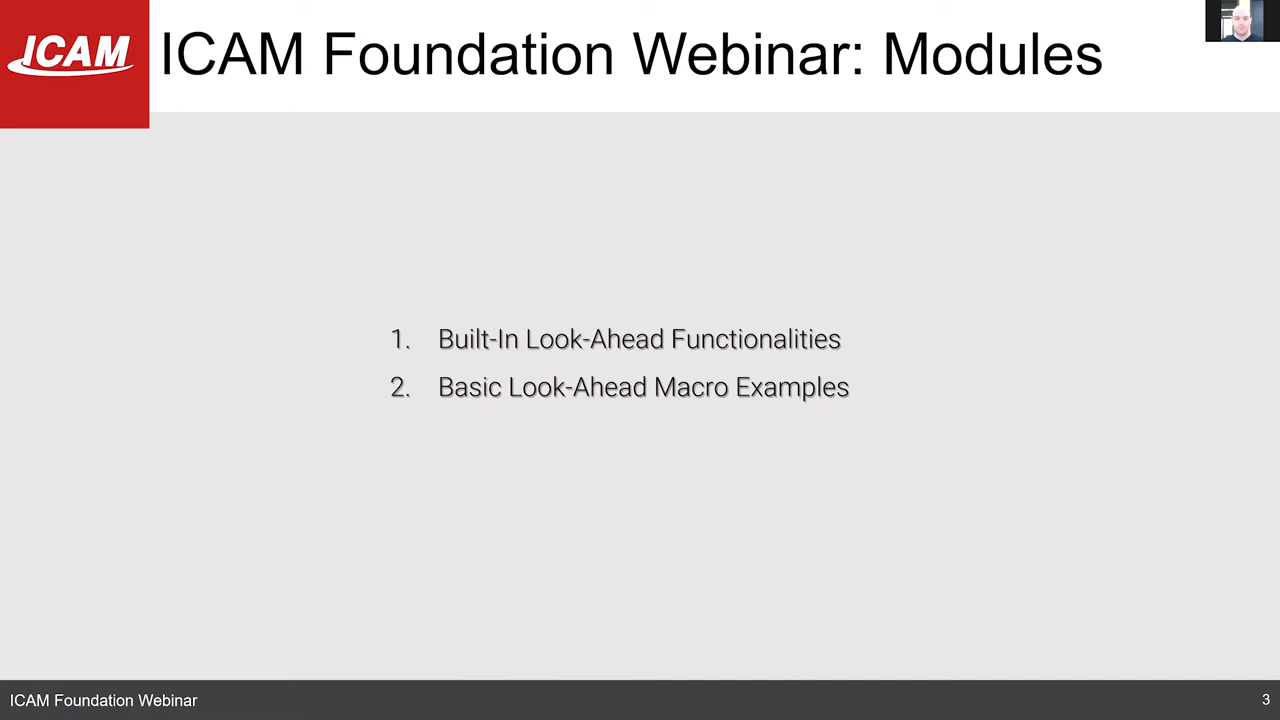 ICAM
ICAM Foundation Webinar: Modules
1. Built-In Look-Ahead Functionalities
2. Basic Look-Ahead Macro Examples
ICAM Foundation Webinar
3